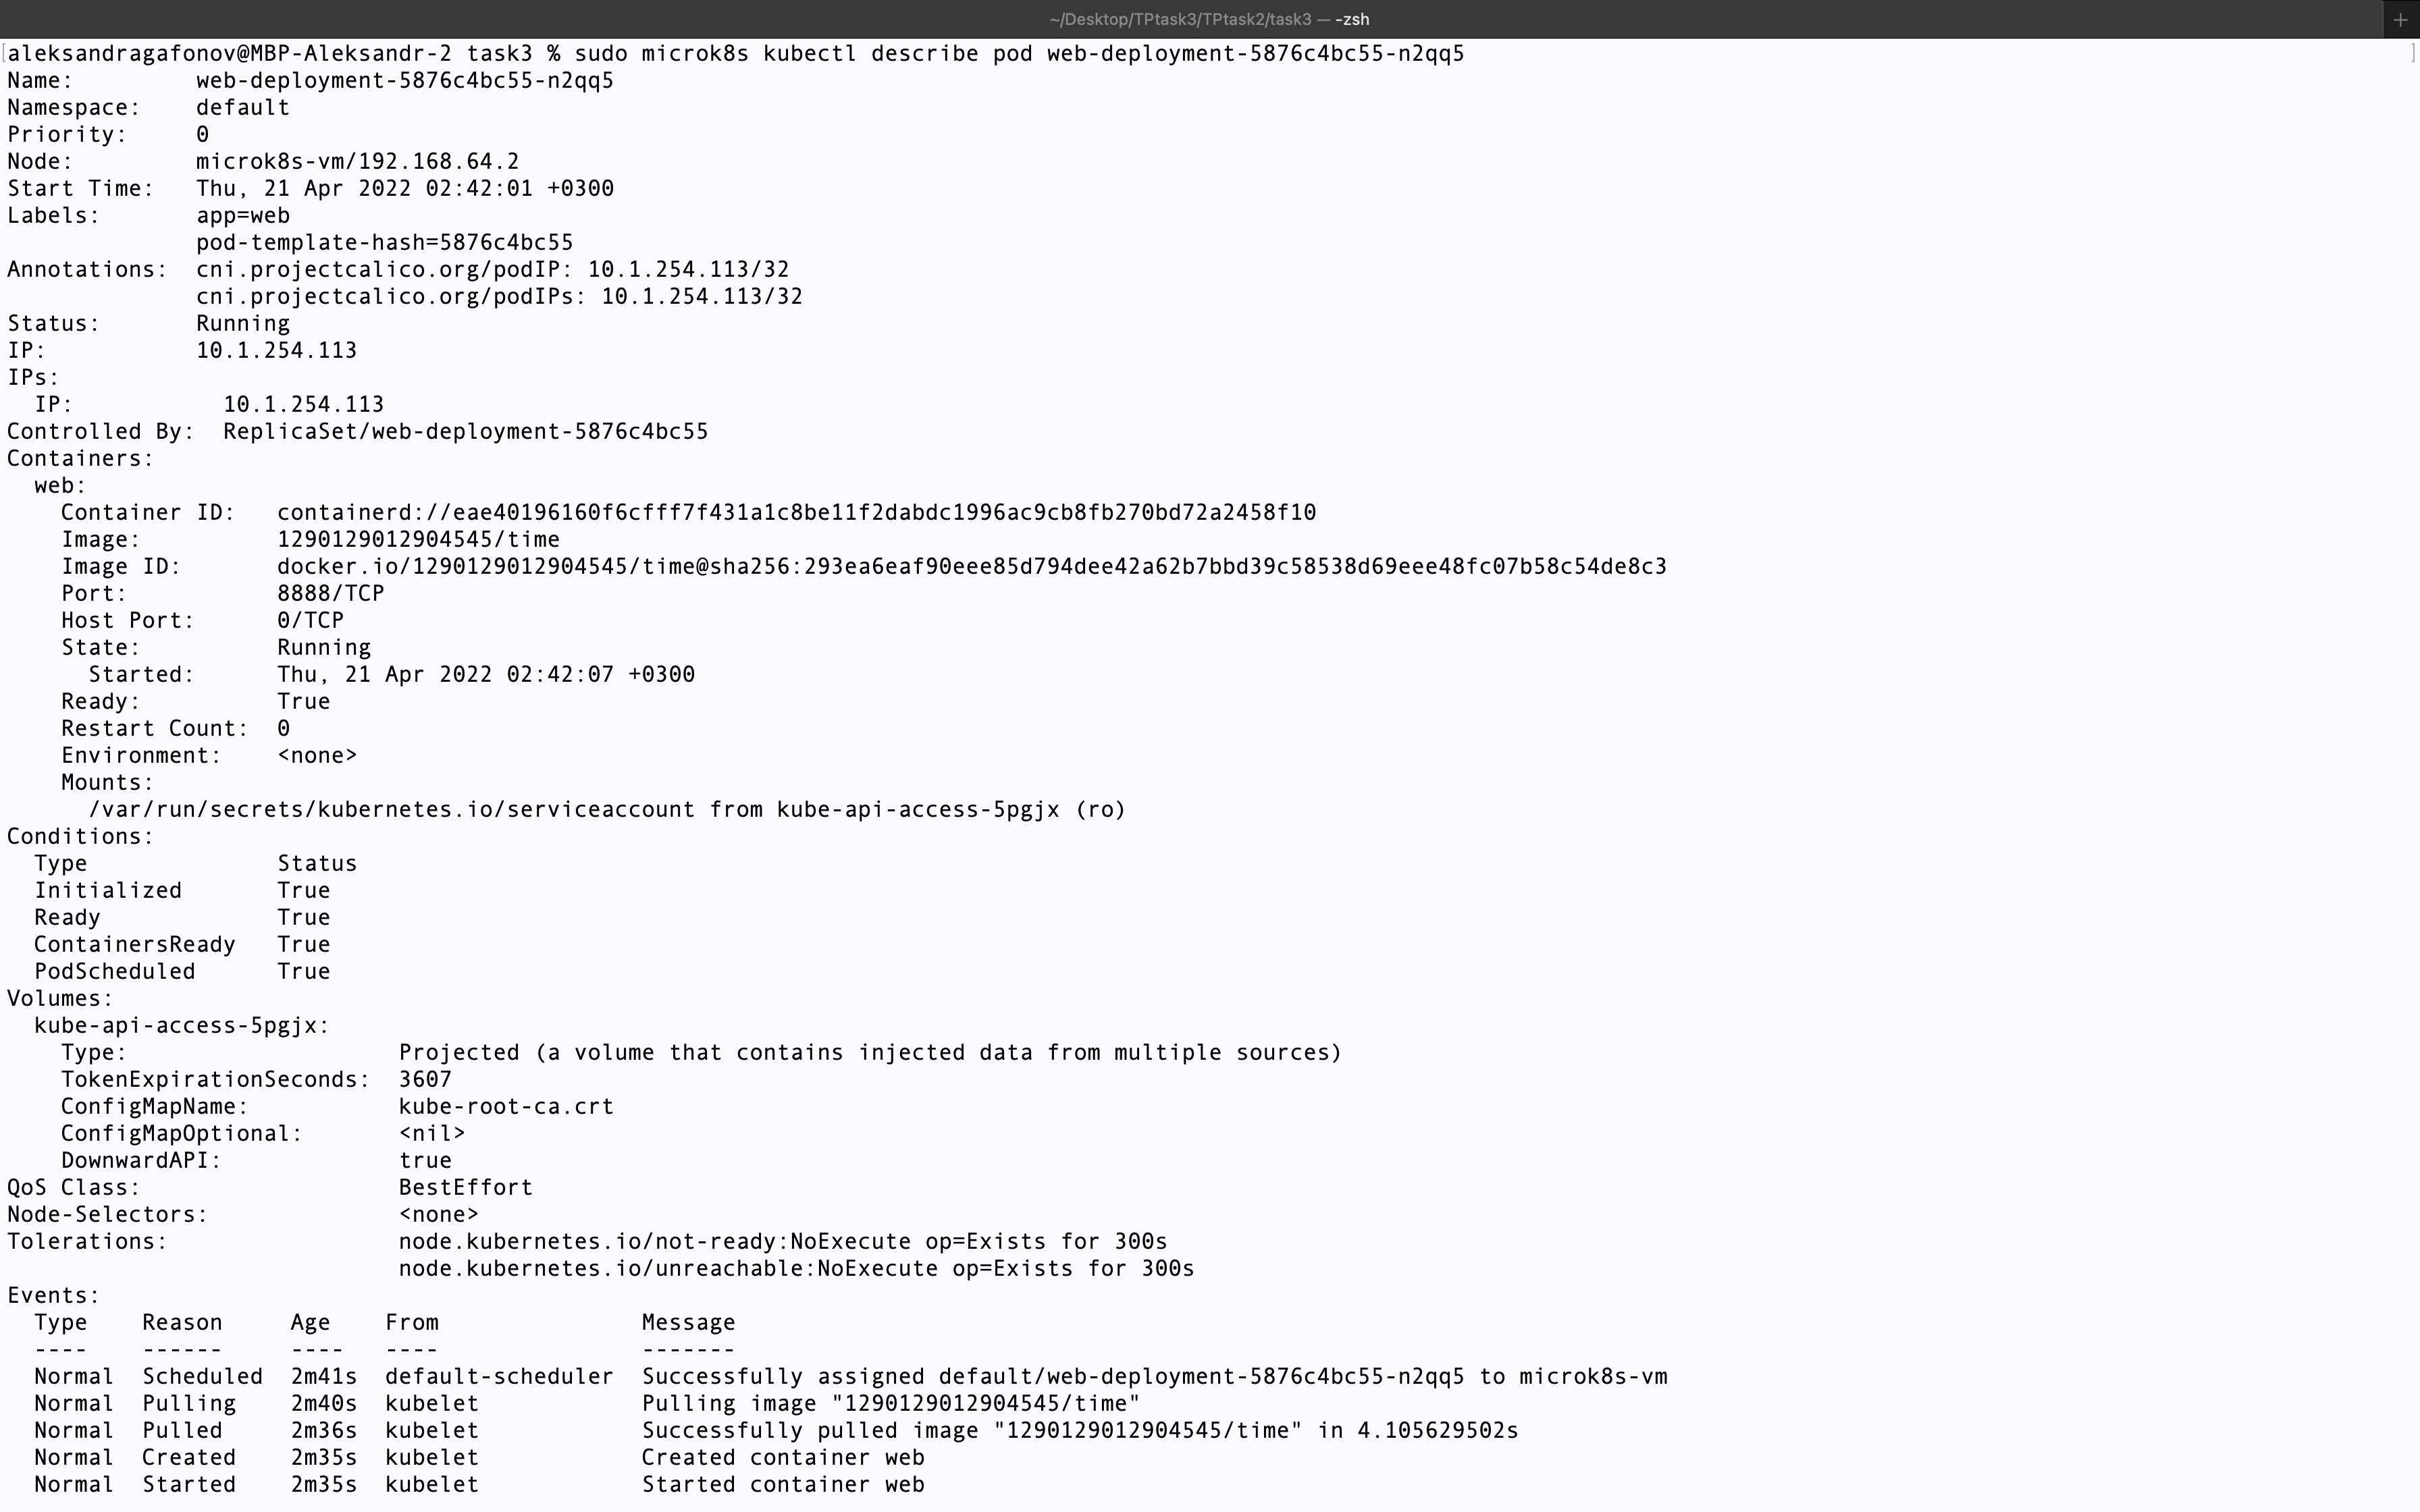 ~/Desktop/TPtask3/TPtask2/task3 — -zsh
[aleksandragafonov@MBP-Aleksandr-2 task3 % sudo microk8s kubectl describe pod web-deployment-5876c4bc55-n2qq5 ]
Name:         web-deployment-5876c4bc55-n2qq5
Namespace:    default
Priority:     0
Node:         microk8s-vm/192.168.64.2
Start Time:   Thu, 21 Apr 2022 02:42:01 +0300
Labels:       app=web
              pod-template-hash=5876c4bc55
Annotations:  cni.projectcalico.org/podIP: 10.1.254.113/32
              cni.projectcalico.org/podIPs: 10.1.254.113/32
Status:       Running
IP:           10.1.254.113
IPs:
  IP:           10.1.254.113
Controlled By:  ReplicaSet/web-deployment-5876c4bc55
Containers:
  web:
    Container ID:   containerd://eae40196160f6cfff7f431a1c8be11f2dabdc1996ac9cb8fb270bd72a2458f10
    Image:          1290129012904545/time
    Image ID:       docker.io/1290129012904545/time@sha256:293ea6eaf90eee85d794dee42a62b7bbd39c58538d69eee48fc07b58c54de8c3
    Port:           8888/TCP
    Host Port:      0/TCP
    State:          Running
      Started:      Thu, 21 Apr 2022 02:42:07 +0300
    Ready:          True
    Restart Count:  0
    Environment:    <none>
    Mounts:
      /var/run/secrets/kubernetes.io/serviceaccount from kube-api-access-5pgjx (ro)
Conditions:
  Type              Status
  Initialized       True
  Ready             True
  ContainersReady   True
  PodScheduled      True
Volumes:
  kube-api-access-5pgjx:
    Type:                    Projected (a volume that contains injected data from multiple sources)
    TokenExpirationSeconds:  3607
    ConfigMapName:           kube-root-ca.crt
    ConfigMapOptional:       <nil>
    DownwardAPI:             true
QoS Class:                   BestEffort
Node-Selectors:              <none>
Tolerations:                 node.kubernetes.io/not-ready:NoExecute op=Exists for 300s
                             node.kubernetes.io/unreachable:NoExecute op=Exists for 300s
Events:
  Type    Reason     Age    From               Message
  ----    ------     ----   ----               -------
  Normal  Scheduled  2m41s  default-scheduler  Successfully assigned default/web-deployment-5876c4bc55-n2qq5 to microk8s-vm
  Normal  Pulling    2m40s  kubelet            Pulling image "1290129012904545/time"
  Normal  Pulled     2m36s  kubelet            Successfully pulled image "1290129012904545/time" in 4.105629502s
  Normal  Created    2m35s  kubelet            Created container web
  Normal  Started    2m35s  kubelet            Started container web